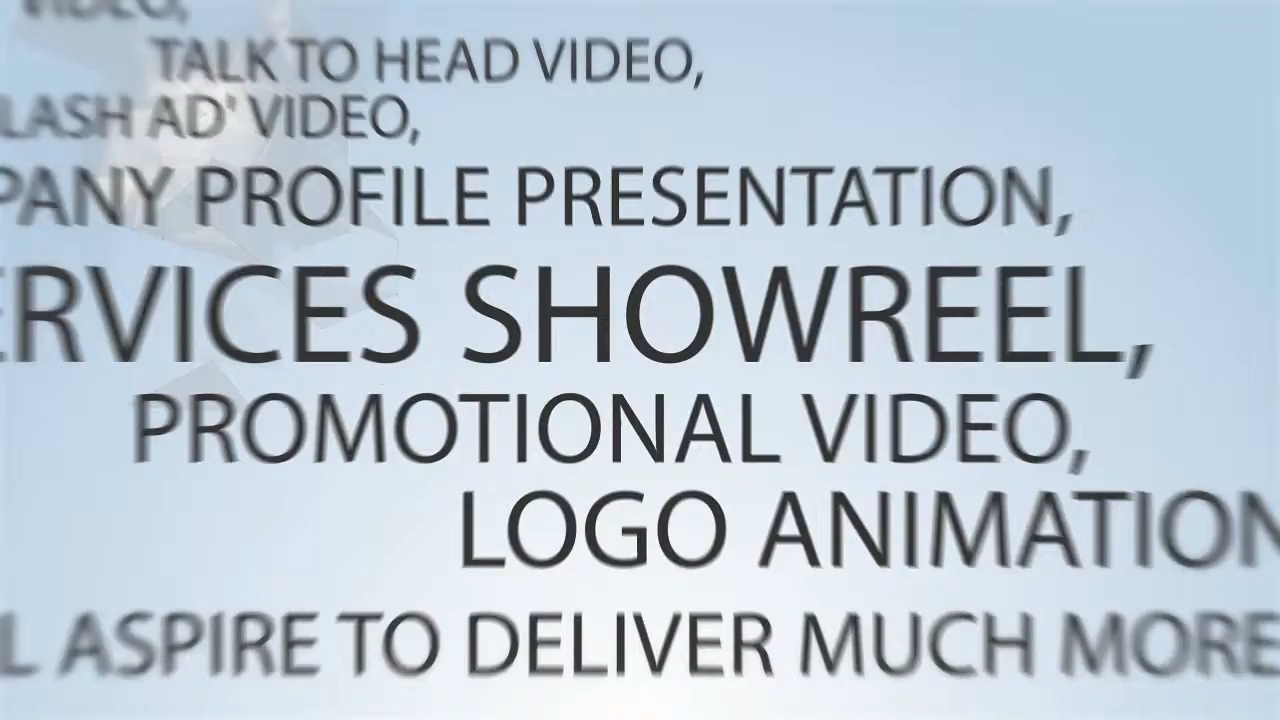 VIDEO,
TALK TO HEAD VIDEO,
LASH AD' VIDEO,
PANY PROFILE PRESENTATION,
ERVICES SHOWREEL,
PROMOTIONAL VIDEO,
LOGO ANIMATION
L ASPIRE TO DELIVER MUCH MORE